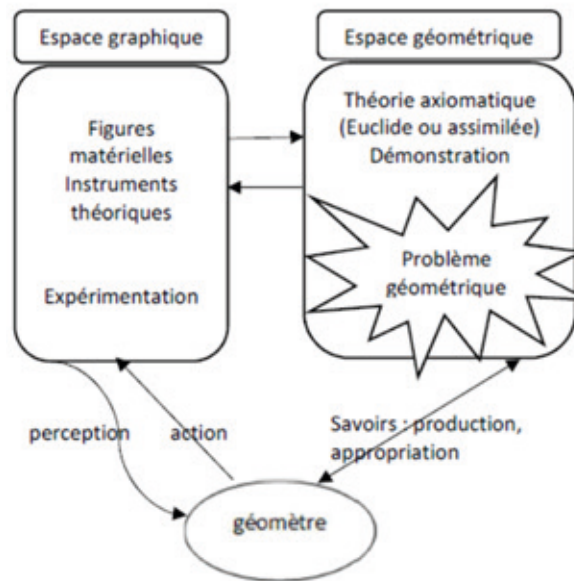 Espace graphique
Espace géométrique
Figures
matérielles
Instruments
théoriques
Expérimentation
Théorie axiomatique
(Euclide ou assimilée)
Démonstration
Problème
géométrique
perception
action
Savoirs : production,
appropriation
géomètre